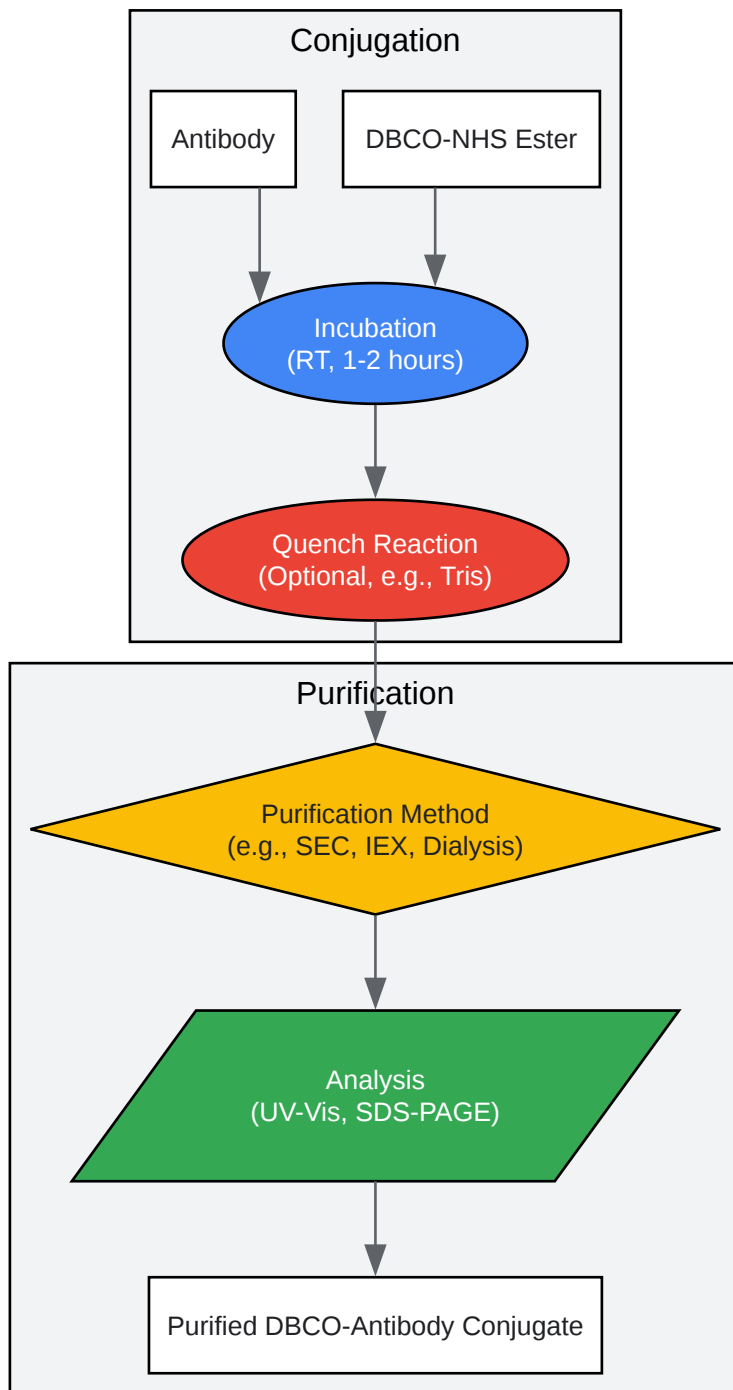 Conjugation
Antibody
DBCO-NHS Ester
Incubation
(RT, 1-2 hours)
Quench Reaction
(Optional, e.g., Tris)
Purification
Purification Method
(e.g., SEC, IEX, Dialysis)
Analysis
(UV-Vis, SDS-PAGE)
Purified DBCO-Antibody Conjugate